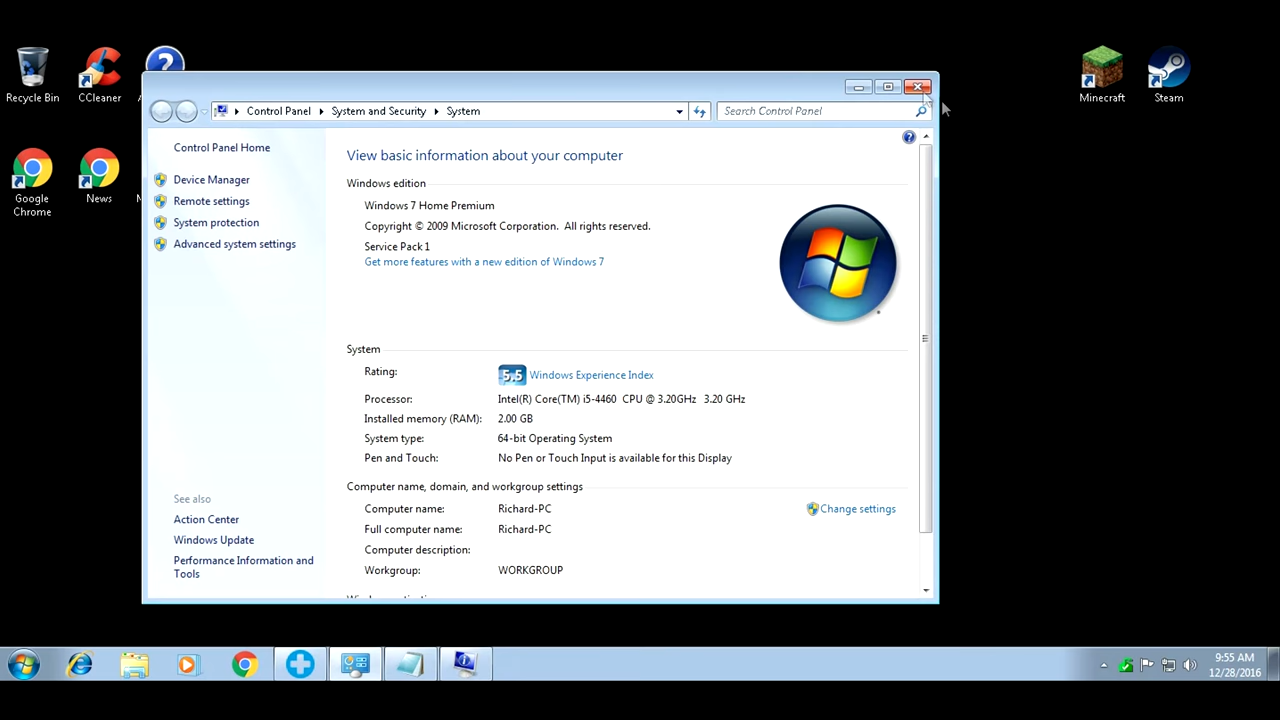 Recycle Bin
CCleaner
Minecraft
Steam
Google
Chrome
News
Control Panel
System and Security
System
Search Control Panel
Control Panel Home
Device Manager
Remote settings
System protection
Advanced system settings
See also
Action Center
Windows Update
Performance Information and
Tools
View basic information about your computer
Windows edition
Windows 7 Home Premium
Copyright © 2009 Microsoft Corporation. All rights reserved.
Service Pack 1
Get more features with a new edition of Windows 7
System
Rating: 5.5 Windows Experience Index
Processor: Intel(R) Core(TM) i5-4460 CPU @ 3.20GHz 3.20 GHz
Installed memory (RAM): 2.00 GB
System type: 64-bit Operating System
Pen and Touch: No Pen or Touch Input is available for this Display
Computer name, domain, and workgroup settings
Computer name: Richard-PC
Change settings
Full computer name: Richard-PC
Computer description:
Workgroup: WORKGROUP
9:55 AM
12/28/2016